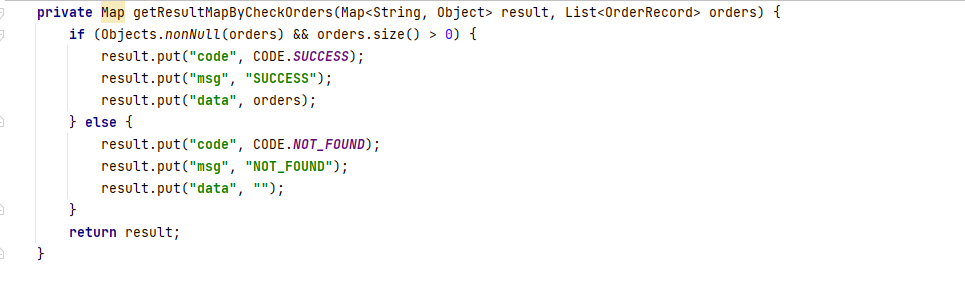 private Map getResultMapByCheckOrders(Map<String, Object> result, List<OrderRecord> orders) {
    if (Objects.nonNull(orders) && orders.size() > 0) {
        result.put("code", CODE.SUCCESS);
        result.put("msg", "SUCCESS");
        result.put("data", orders);
    } else {
        result.put("code", CODE.NOT_FOUND);
        result.put("msg", "NOT_FOUND");
        result.put("data", "");
    }
    return result;
}